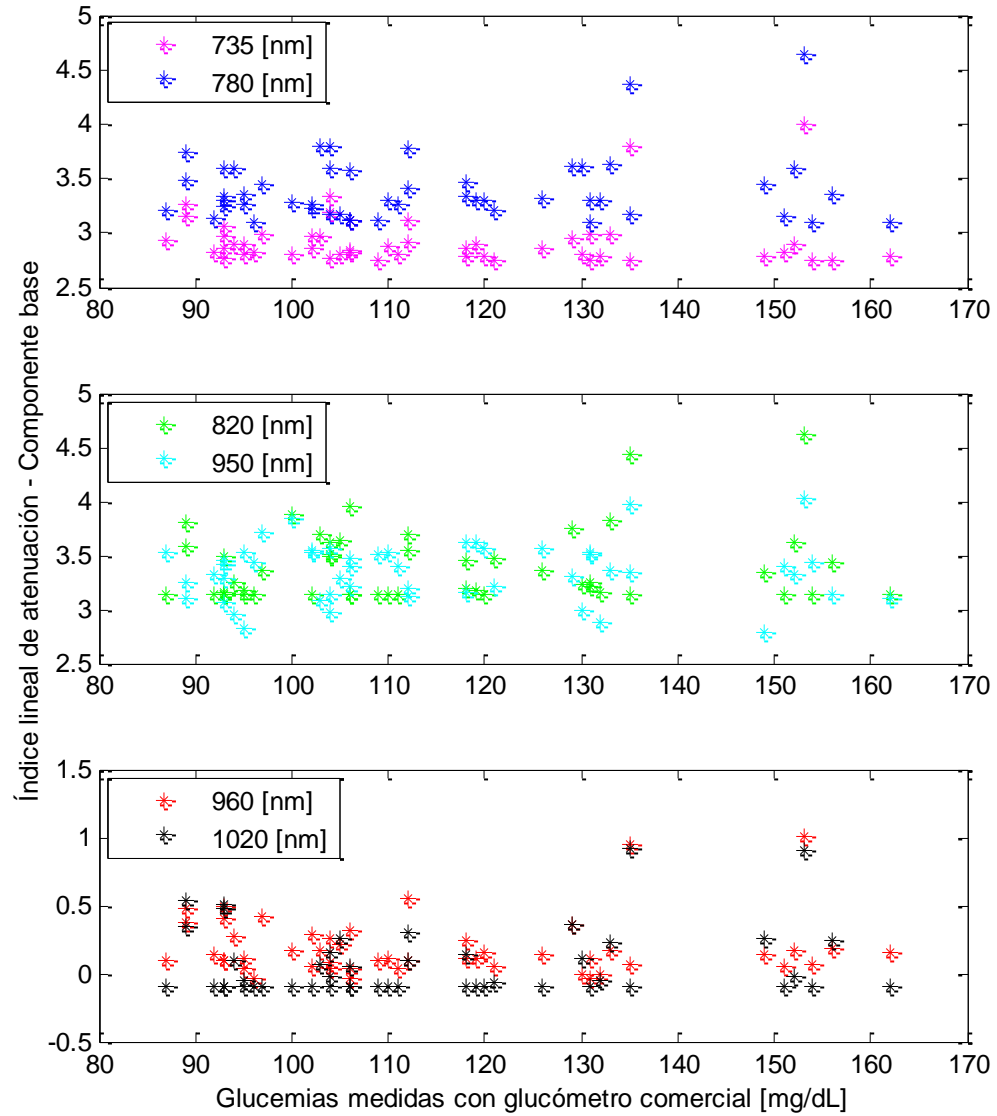 Índice lineal de atenuación - Componente base
5
4.5
4
3.5
3
2.5
735 [nm]
780 [nm]
80 90 100 110 120 130 140 150 160 170
5
4.5
4
3.5
3
2.5
820 [nm]
950 [nm]
80 90 100 110 120 130 140 150 160 170
1.5
1
0.5
0
-0.5
960 [nm]
1020 [nm]
80 90 100 110 120 130 140 150 160 170
Glucemias medidas con glucómetro comercial [mg/dL]